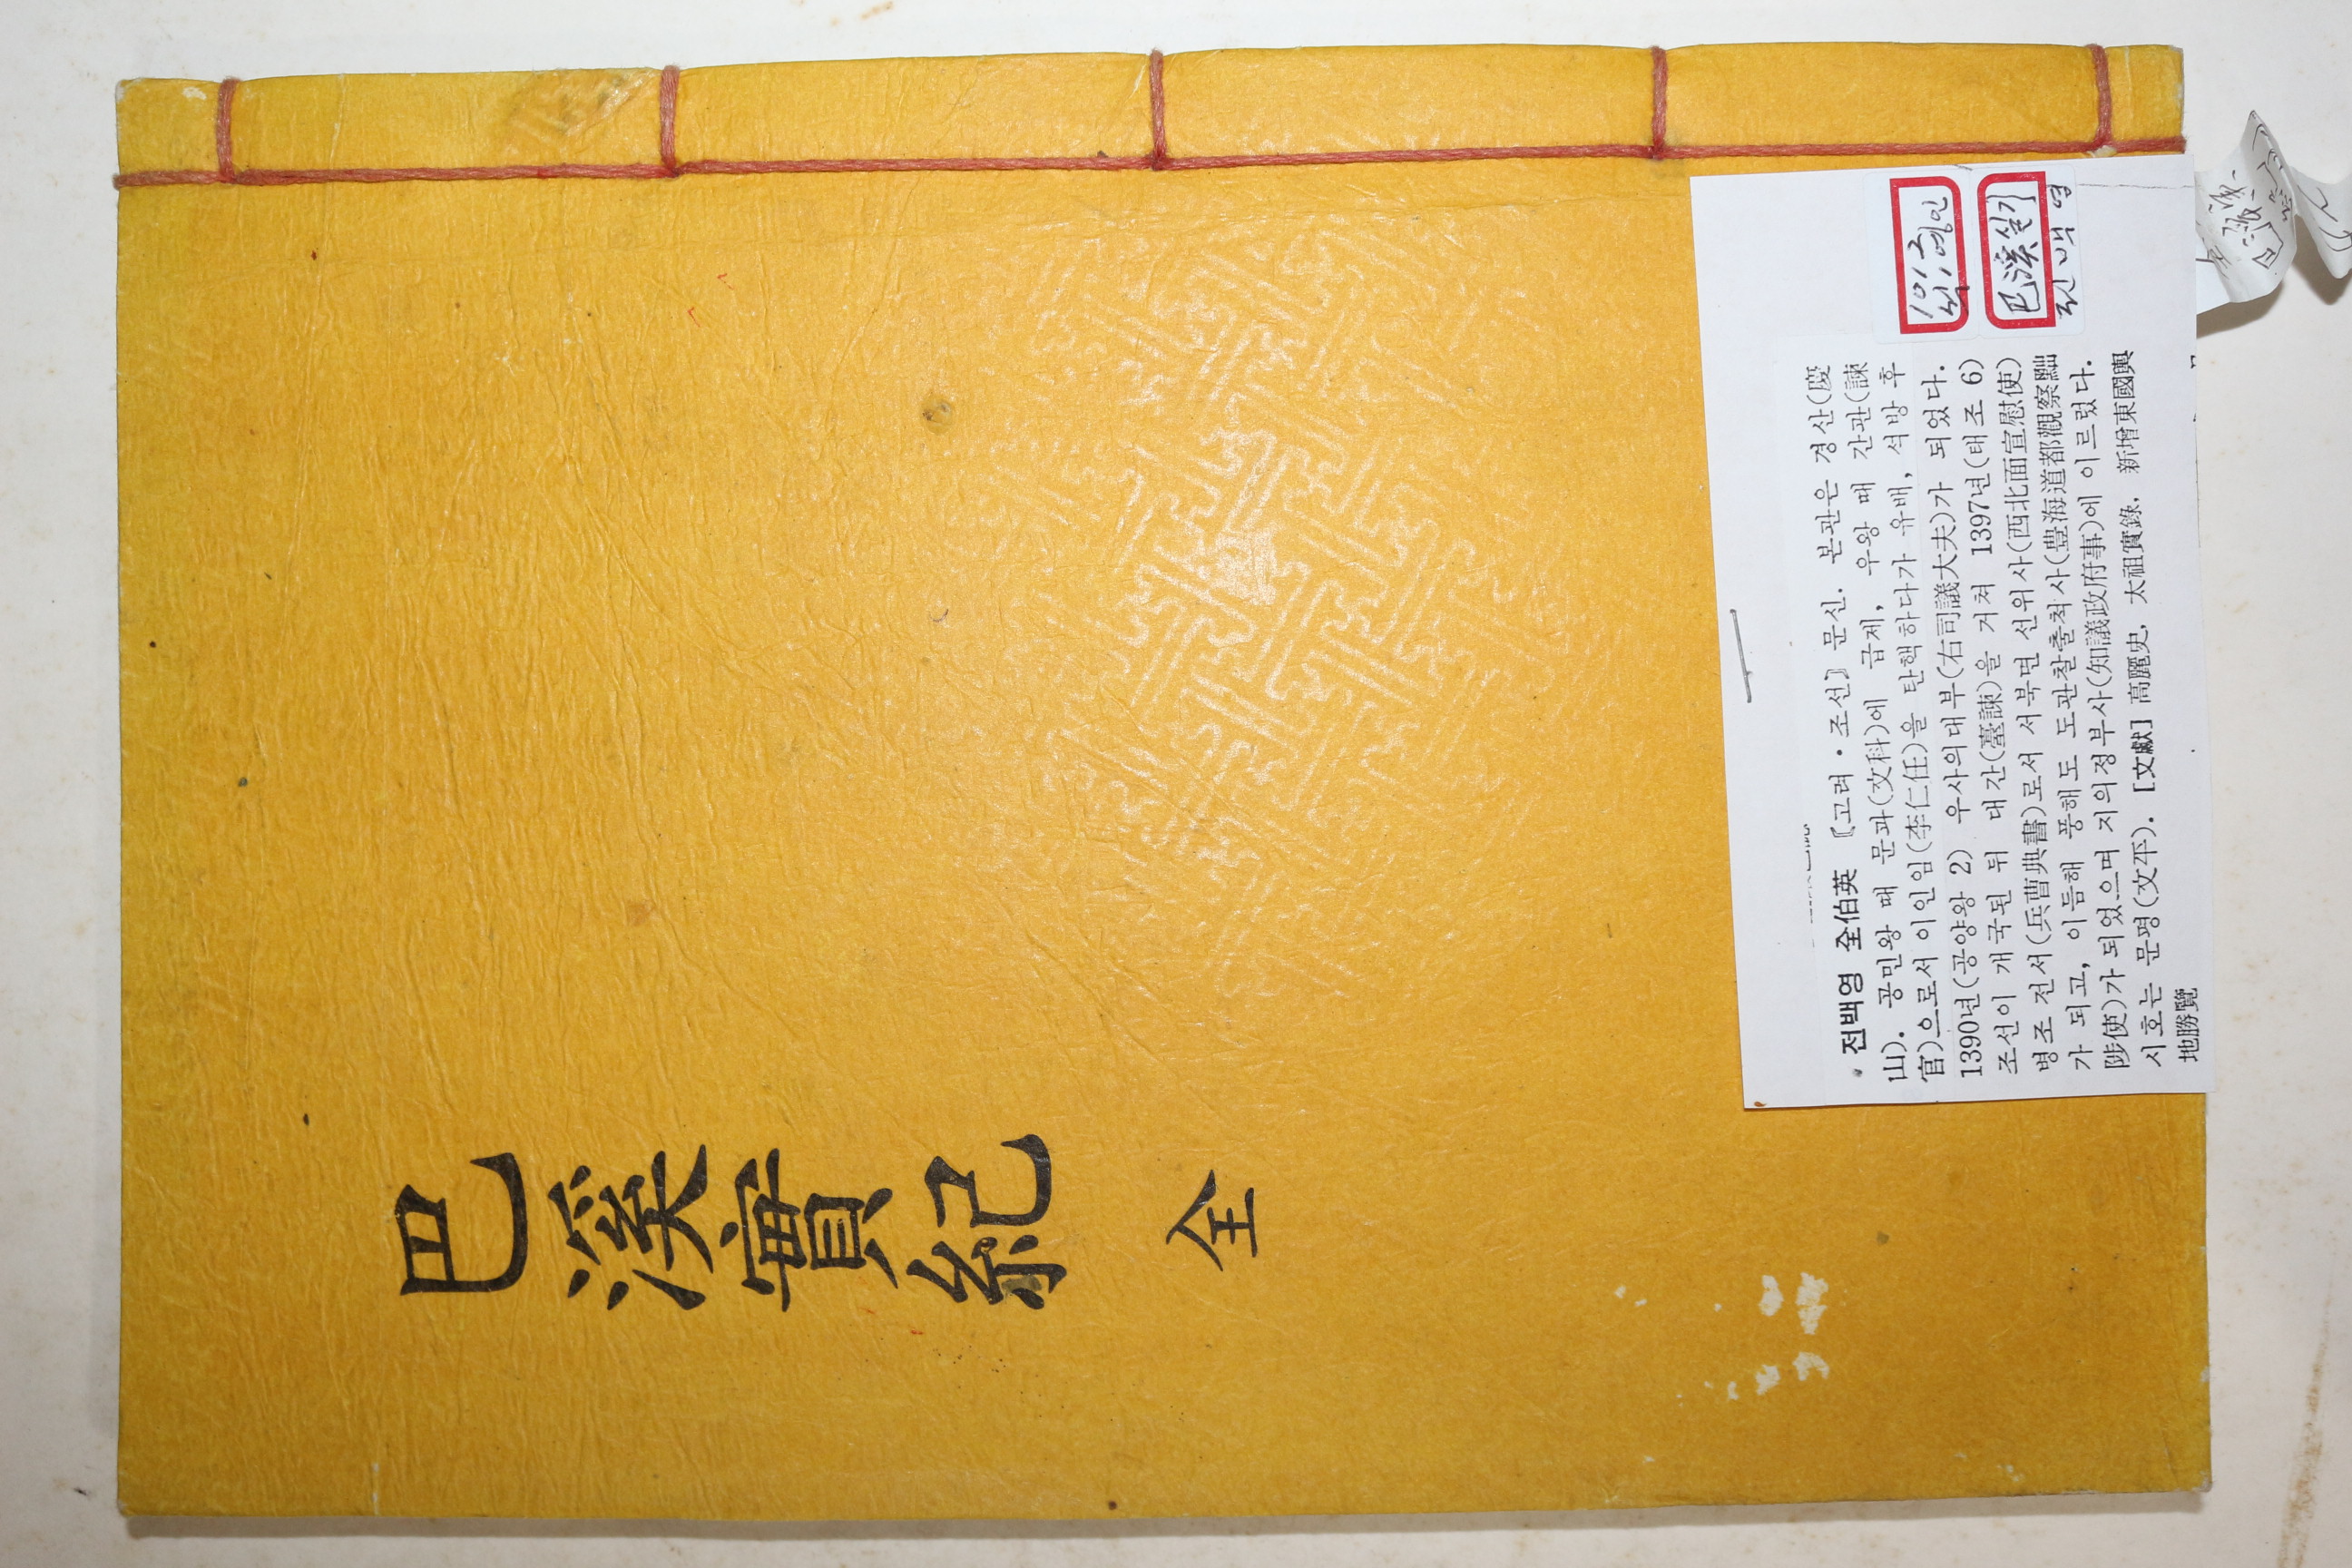 巴溪實紀 全
巴溪실기
전백영
• 전백영 全伯英 〔고려·조선〕 문신. 본관은 경산(慶
山). 공민왕 때 문과(文科)에 급제, 우왕 때 간관(諫
官)으로서 이인임(李仁任)을 탄핵하다가 유배, 석방 후
1390년(공양왕 2) 우사의대부(右司議大夫)가 되었다.
조선이 개국된 뒤 대간(臺諫)을 거쳐 1397년(태조 6)
병조 전서(兵曹典書)로서 서북면 선위사(西北面宣慰使)
가 되고, 이듬해 풍해도 도관찰출척사(豊海道都觀察黜
陟使)가 되었으며 지의정부사(知議政府事)에 이르렀다.
시호는 문평(文平). [文獻] 高麗史, 太祖實錄, 新增東國輿
地勝覽